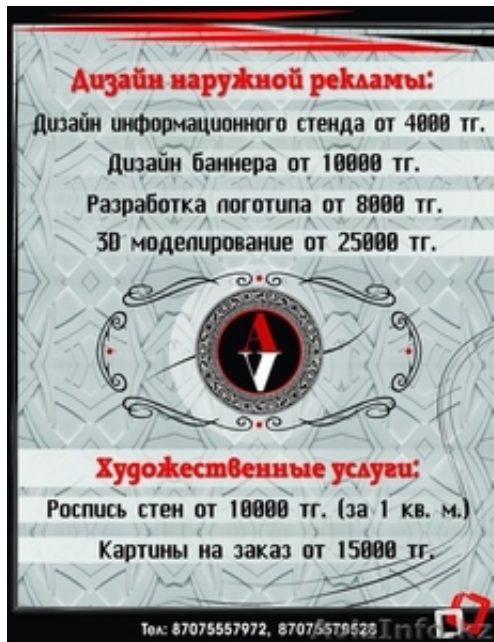 Дизайн наружной рекламы:
Дизайн информационного стенда от 4000 тг.
Дизайн баннера от 10000 тг.
Разработка логотипа от 8000 тг.
3D моделирование от 25000 тг.
A
V
Художественные услуги:
Роспись стен от 10000 тг. (за 1 кв. м.)
Картины на заказ от 15000 тг.
Тел: 87075557972,